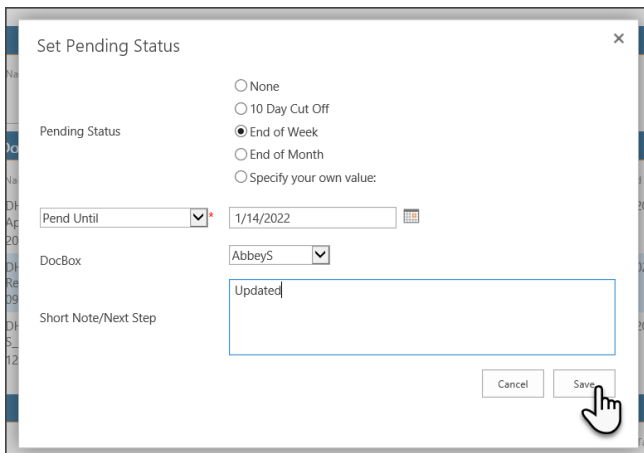 Set Pending Status
Pending Status
None
10 Day Cut Off
End of Week
End of Month
Specify your own value:
Pend Until
*
1/14/2022
DocBox
AbbeyS
Short Note/Next Step
Updated
Cancel
Save